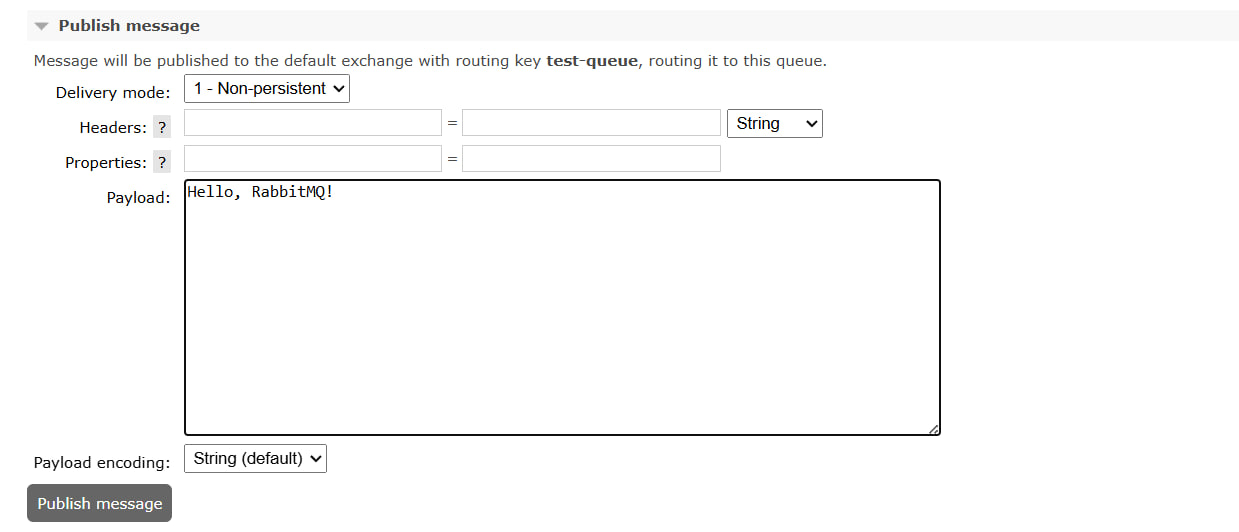 Publish message
Message will be published to the default exchange with routing key test-queue, routing it to this queue.
Delivery mode: 1 - Non-persistent
Headers: ? = String
Properties: ? =
Payload: Hello, RabbitMQ!
Payload encoding: String (default)
Publish message